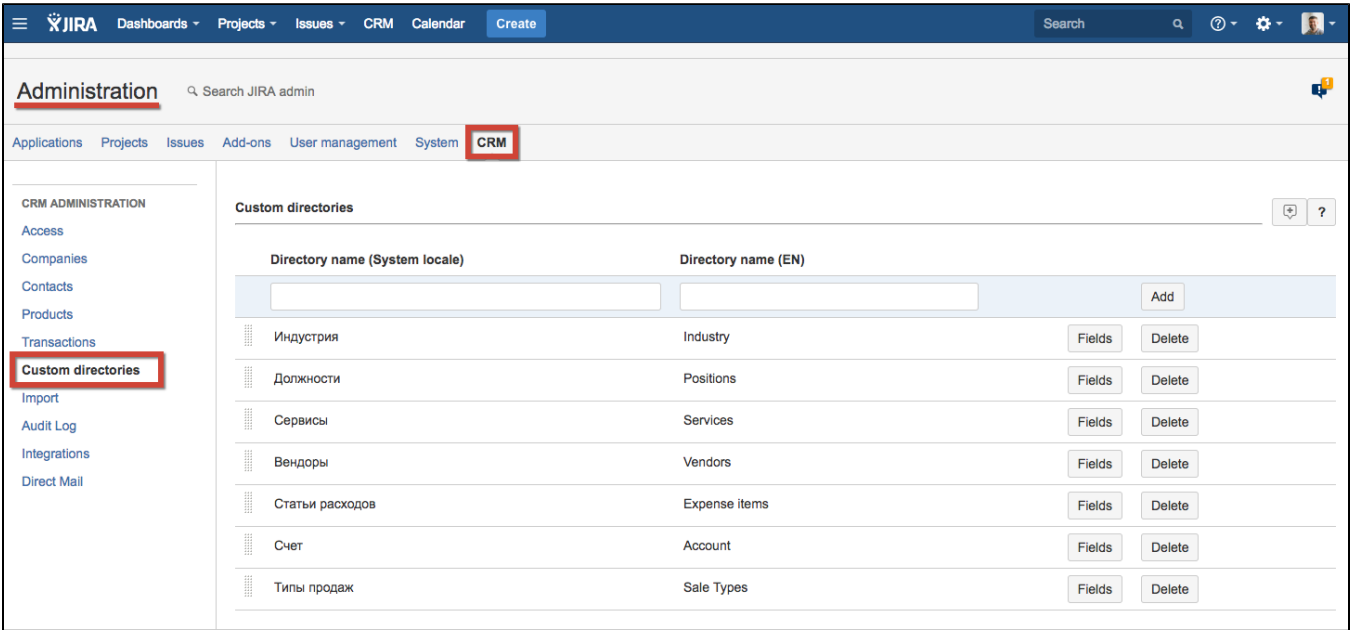 JIRA Dashboards Projects Issues CRM Calendar Create Search ?
Administration Search JIRA admin
1
Applications Projects Issues Add-ons User management System CRM
CRM ADMINISTRATION
Access
Companies
Contacts
Products
Transactions
Custom directories
Import
Audit Log
Integrations
Direct Mail
Custom directories ?
Directory name (System locale) Directory name (EN)
Add
Индустрия Industry Fields Delete
Должности Positions Fields Delete
Сервисы Services Fields Delete
Вендоры Vendors Fields Delete
Статьи расходов Expense items Fields Delete
Счет Account Fields Delete
Типы продаж Sale Types Fields Delete